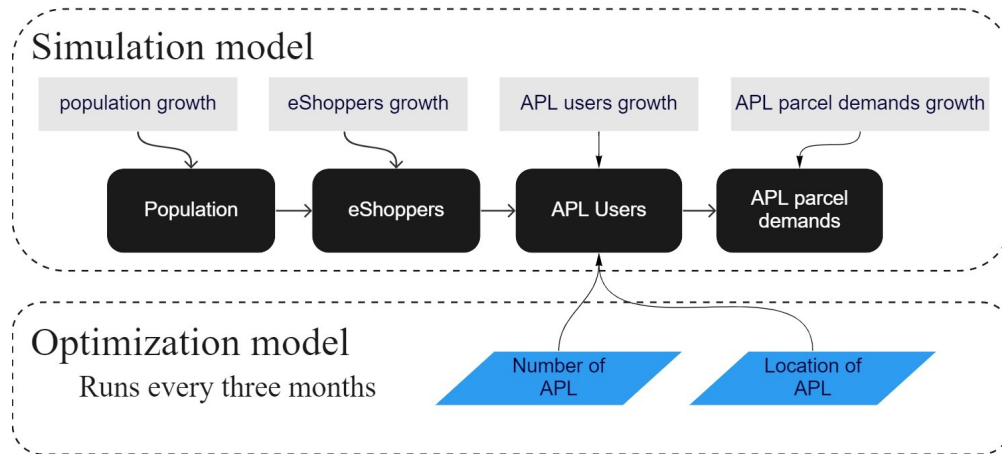 Simulation model
population growth
eShoppers growth
APL users growth
APL parcel demands growth
Population
eShoppers
APL Users
APL parcel
demands
Optimization model
Runs every three months
Number of
APL
Location of
APL